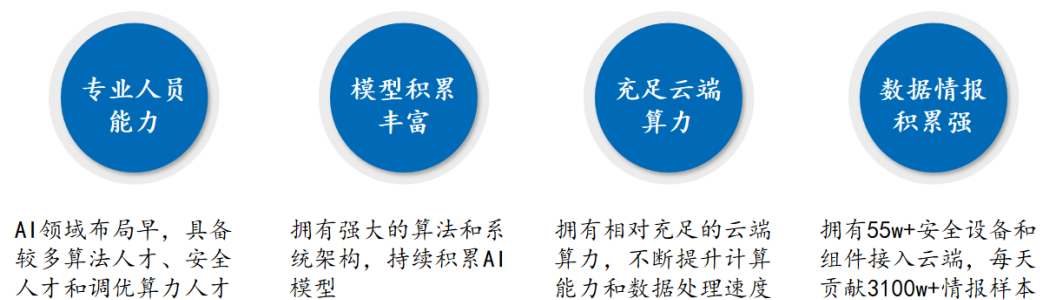 专业人员
能力
模型积累
丰富
充足云端
算力
数据情报
积累强
AI领域布局早，具备
较多算法人才、安全
人才和调优算力人才
拥有强大的算法和系
统架构，持续积累AI
模型
拥有相对充足的云端
算力，不断提升计算
能力和数据处理速度
拥有55w+安全设备和
组件接入云端，每天
贡献3100w+情报样本